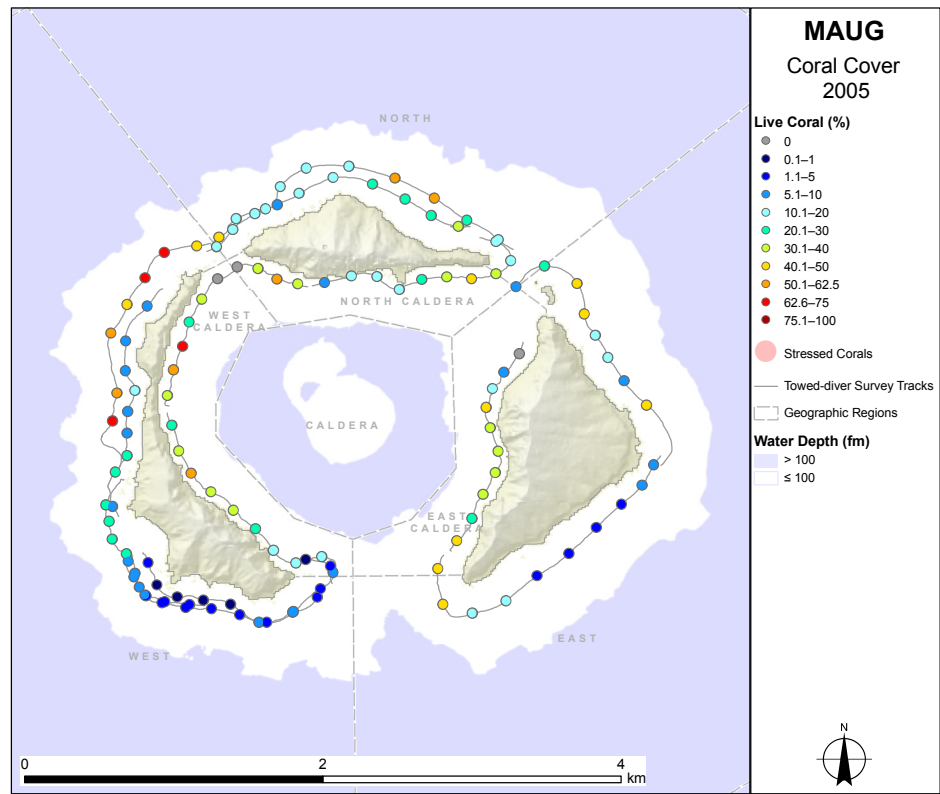 MAUG
Coral Cover
2005
Live Coral (%)
0
0.1–1
1.1–5
5.1–10
10.1–20
20.1–30
30.1–40
40.1–50
50.1–62.5
62.6–75
75.1–100
Stressed Corals
Towed-diver Survey Tracks
Geographic Regions
Water Depth (fm)
> 100
≤ 100
N
NORTH
NORTH CALDERA
WEST
CALDERA
CALDERA
EAST
CALDERA
EAST
WEST
0
2
4
km